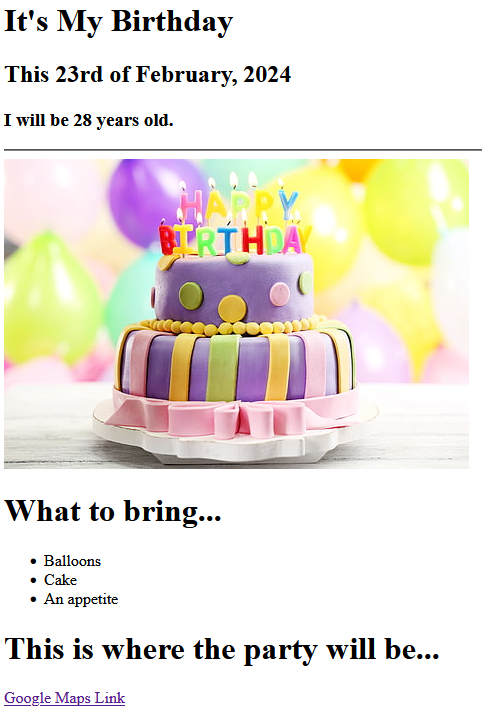 It's My Birthday
This 23rd of February, 2024
I will be 28 years old.
HAPPY
BIRTHDAY
What to bring...
Balloons
Cake
An appetite
This is where the party will be...
Google Maps Link